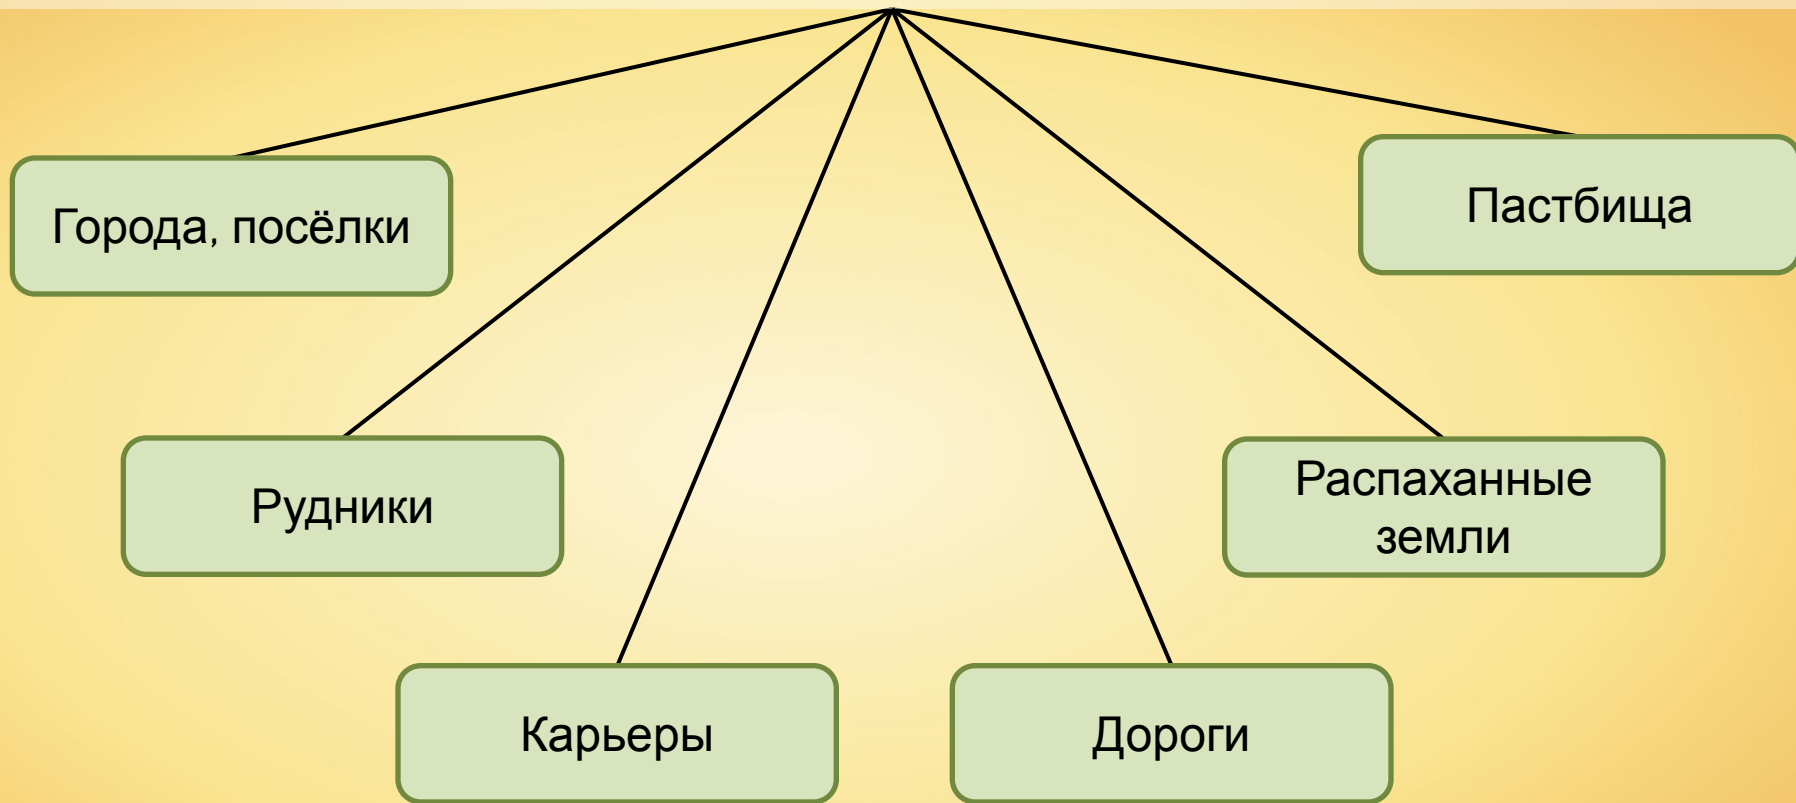 Города, посёлки
Пастбища
Рудники
Распаханные
земли
Карьеры
Дороги